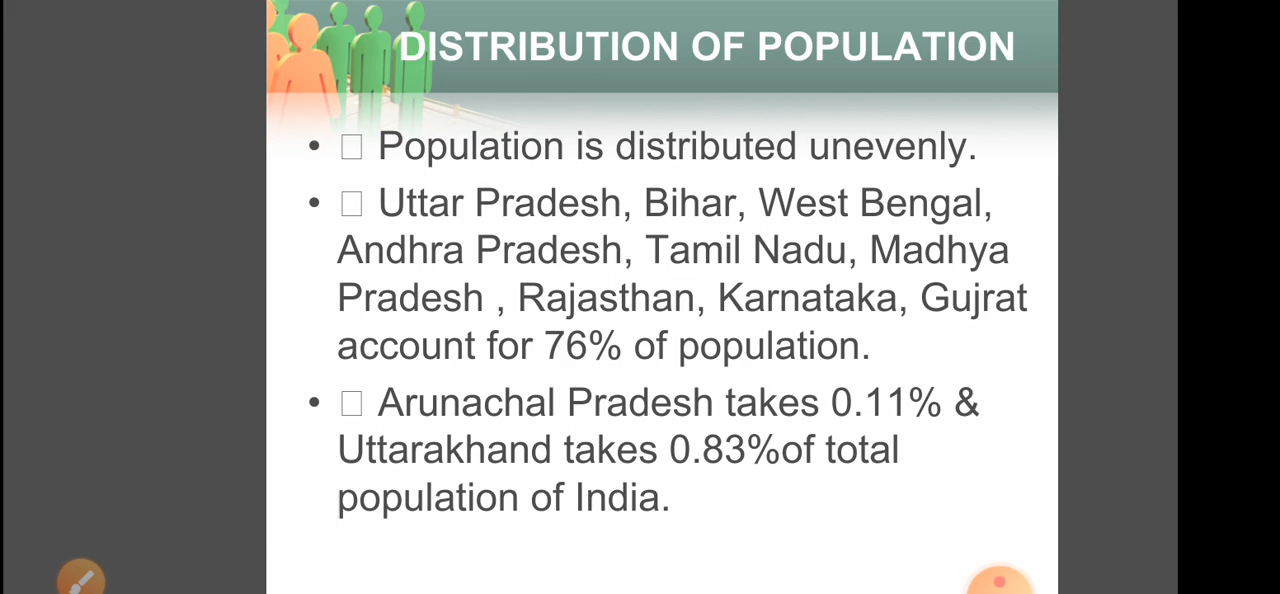 DISTRIBUTION OF POPULATION
• □ Population is distributed unevenly.
• □ Uttar Pradesh, Bihar, West Bengal,
Andhra Pradesh, Tamil Nadu, Madhya
Pradesh , Rajasthan, Karnataka, Gujrat
account for 76% of population.
• □ Arunachal Pradesh takes 0.11% &
Uttarakhand takes 0.83%of total
population of India.